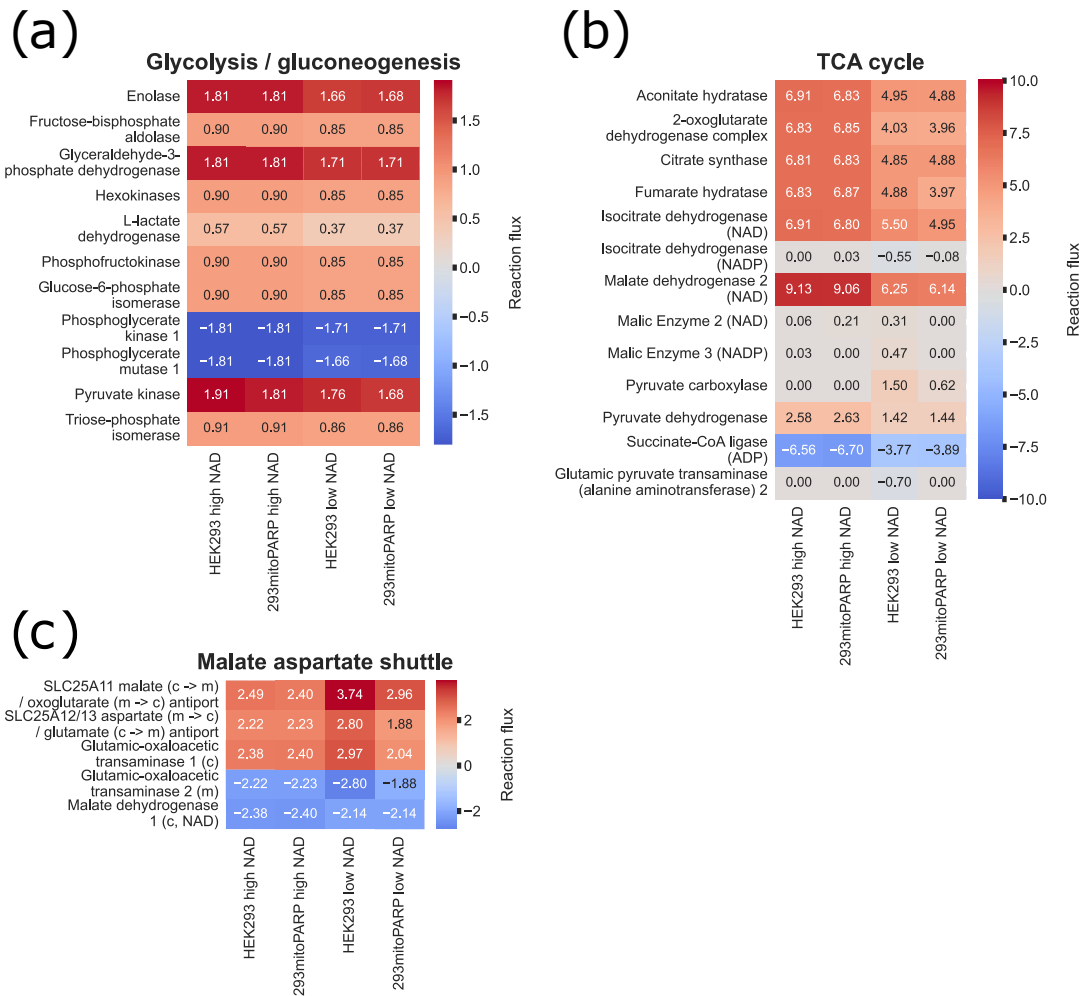 (a)
Glycolysis / gluconeogenesis
Enolase 1.81 1.81 1.66 1.68
Fructose-bisphosphate
aldolase 0.90 0.90 0.85 0.85
Glyceraldehyde-3-
phosphate dehydrogenase 1.81 1.81 1.71 1.71
Hexokinases 0.90 0.90 0.85 0.85
L-lactate
dehydrogenase 0.57 0.57 0.37 0.37
Phosphofructokinase 0.90 0.90 0.85 0.85
Glucose-6-phosphate
isomerase 0.90 0.90 0.85 0.85
Phosphoglycerate
kinase 1 −1.81 −1.81 −1.71 −1.71
Phosphoglycerate
mutase 1 −1.81 −1.81 −1.66 −1.68
Pyruvate kinase 1.91 1.81 1.76 1.68
Triose-phosphate
isomerase 0.91 0.91 0.86 0.86
HEK293 high NAD
293mitoPARP high NAD
HEK293 low NAD
293mitoPARP low NAD
1.5
1.0
0.5
0.0
−0.5
−1.0
−1.5
Reaction flux
(b)
TCA cycle
Aconitate hydratase 6.91 6.83 4.95 4.88
2-oxoglutarate
dehydrogenase complex 6.83 6.85 4.03 3.96
Citrate synthase 6.81 6.83 4.85 4.88
Fumarate hydratase 6.83 6.87 4.88 3.97
Isocitrate dehydrogenase
(NAD) 6.91 6.80 5.50 4.95
Isocitrate dehydrogenase
(NADP) 0.00 0.03 −0.55 −0.08
Malate dehydrogenase 2
(NAD) 9.13 9.06 6.25 6.14
Malic Enzyme 2 (NAD) 0.06 0.21 0.31 0.00
Malic Enzyme 3 (NADP) 0.03 0.00 0.47 0.00
Pyruvate carboxylase 0.00 0.00 1.50 0.62
Pyruvate dehydrogenase 2.58 2.63 1.42 1.44
Succinate-CoA ligase
(ADP) −6.56 −6.70 −3.77 −3.89
Glutamic pyruvate transaminase
(alanine aminotransferase) 2 0.00 0.00 −0.70 0.00
HEK293 high NAD
293mitoPARP high NAD
HEK293 low NAD
293mitoPARP low NAD
10.0
7.5
5.0
2.5
0.0
−2.5
−5.0
−7.5
−10.0
Reaction flux
(c)
Malate aspartate shuttle
SLC25A11 malate (c -> m)
/ oxoglutarate (m -> c) antiport 2.49 2.40 3.74 2.96
SLC25A12/13 aspartate (m -> c)
/ glutamate (c -> m) antiport 2.22 2.23 2.80 1.88
Glutamic-oxaloacetic
transaminase 1 (c) 2.38 2.40 2.97 2.04
Glutamic-oxaloacetic
transaminase 2 (m) −2.22 −2.23 −2.80 −1.88
Malate dehydrogenase
1 (c, NAD) −2.38 −2.40 −2.14 −2.14
HEK293 high NAD
293mitoPARP high NAD
HEK293 low NAD
293mitoPARP low NAD
2
0
−2
Reaction flux